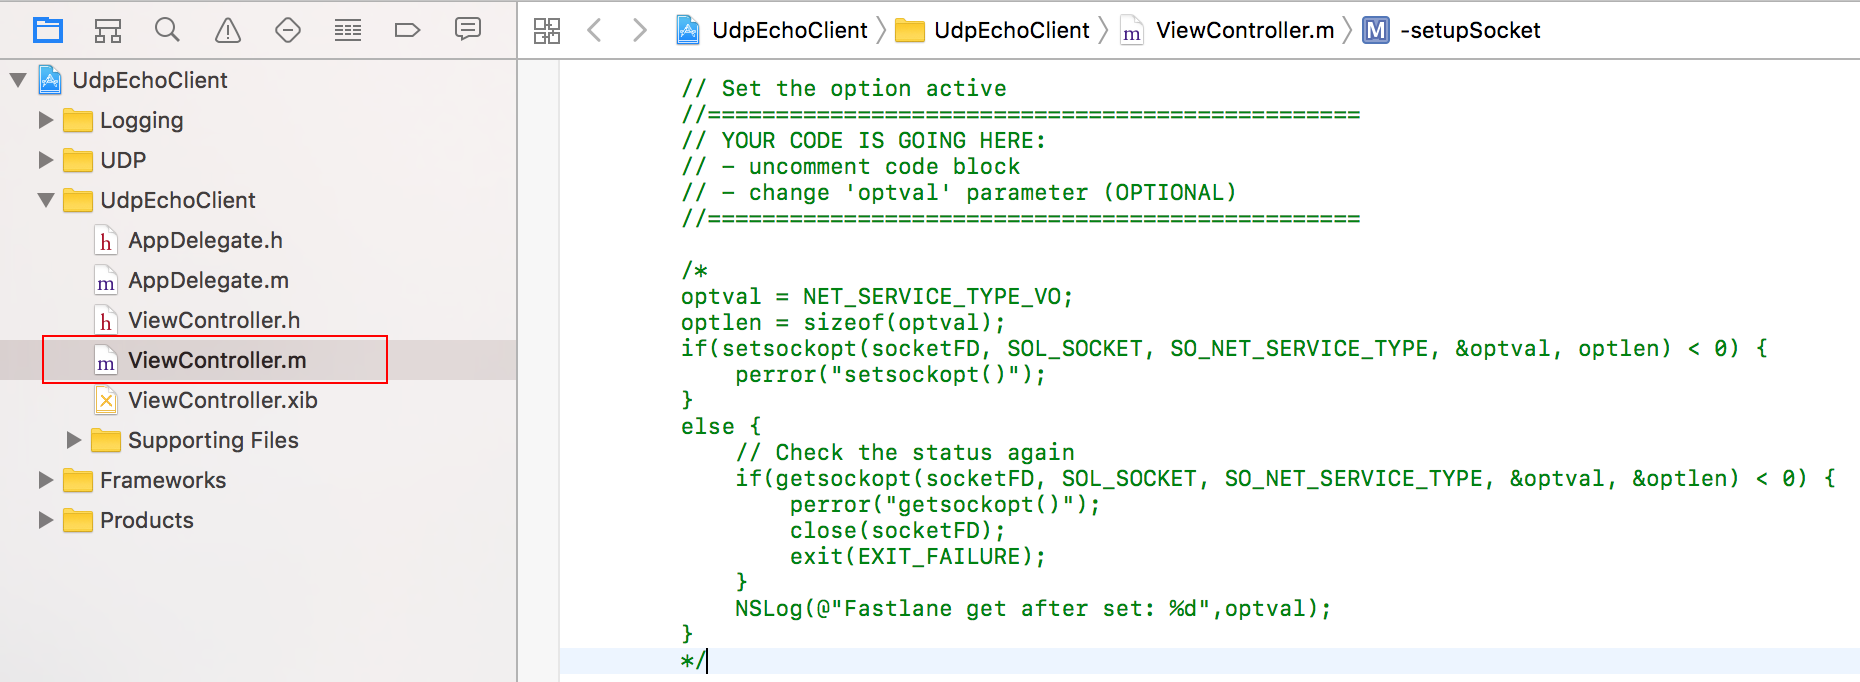 UdpEchoClient
Logging
UDP
UdpEchoClient
h AppDelegate.h
m AppDelegate.m
h ViewController.h
m ViewController.m
ViewController.xib
Supporting Files
Frameworks
Products
UdpEchoClient UdpEchoClient m ViewController.m M -setupSocket
// Set the option active
//================================================
// YOUR CODE IS GOING HERE:
// - uncomment code block
// - change 'optval' parameter (OPTIONAL)
//================================================
/*
optval = NET_SERVICE_TYPE_VO;
optlen = sizeof(optval);
if(setsockopt(socketFD, SOL_SOCKET, SO_NET_SERVICE_TYPE, &optval, optlen) < 0) {
perror("setsockopt()");
}
else {
// Check the status again
if(getsockopt(socketFD, SOL_SOCKET, SO_NET_SERVICE_TYPE, &optval, &optlen) < 0) {
perror("getsockopt()");
close(socketFD);
exit(EXIT_FAILURE);
}
NSLog(@"Fastlane get after set: %d",optval);
}
*/